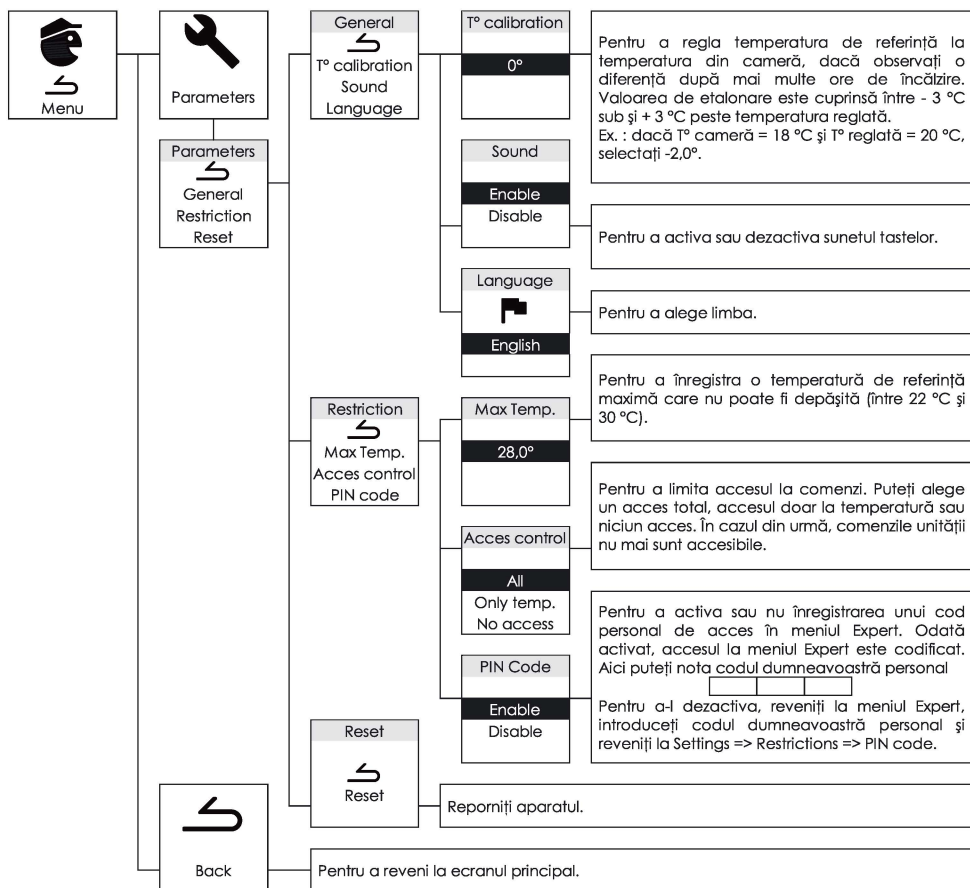 Menu
Parameters
Parameters
General
Restriction
Reset
General
T° calibration
Sound
Language
T° calibration
0°
Pentru a regla temperatura de referință la
temperatura din cameră, dacă observați o
diferență după mai multe ore de încălzire.
Valoarea de etalonare este cuprinsă între - 3 °C
sub şi + 3 °C peste temperatura reglată.
Ex. : dacă T° cameră = 18 °C şi T° reglată = 20 °C,
selectați -2,0°.
Sound
Enable
Disable
Pentru a activa sau dezactiva sunetul tastelor.
Language
English
Pentru a alege limba.
Restriction
Max Temp.
Acces control
PIN code
Max Temp.
28,0°
Pentru a înregistra o temperatură de referință
maximă care nu poate fi depăşită (între 22 °C şi
30 °C).
Acces control
All
Only temp.
No access
Pentru a limita accesul la comenzi. Puteți alege
un acces total, accesul doar la temperatură sau
niciun acces. În cazul din urmă, comenzile unității
nu mai sunt accesibile.
PIN Code
Enable
Disable
Pentru a activa sau nu înregistrarea unui cod
personal de acces în meniul Expert. Odată
activat, accesul la meniul Expert este codificat.
Aici puteți nota codul dumneavoastră personal
Pentru a-l dezactiva, reveniți la meniul Expert,
introduceți codul dumneavoastră personal şi
reveniți la Settings => Restrictions => PIN code.
Reset
Reset
Reporniți aparatul.
Back
Pentru a reveni la ecranul principal.